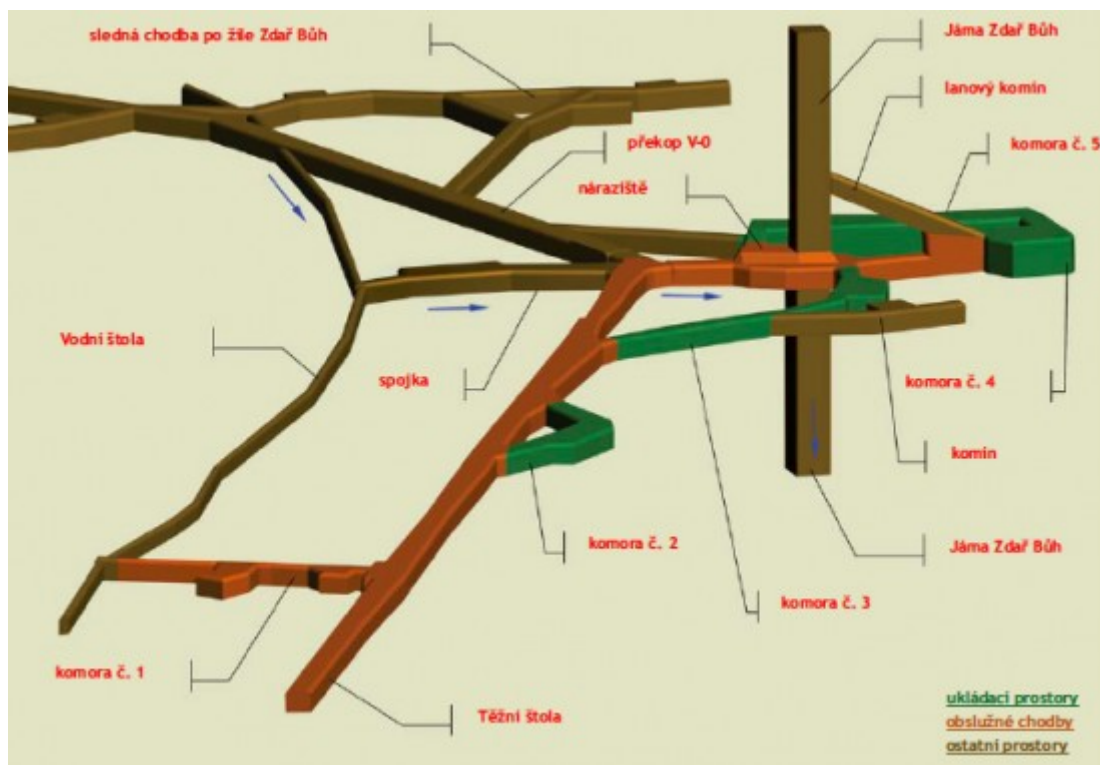 sledná chodba po žíle Zdař Bůh
Jáma Zdař Bůh
lanový komín
komora č. 5
překop V-0
náraziště
Vodní štola
spojka
komora č. 4
komín
komora č. 2
Jáma Zdař Bůh
komora č. 3
komora č. 1
Těžní štola
ukládací prostory
obslužné chodby
ostatní prostory